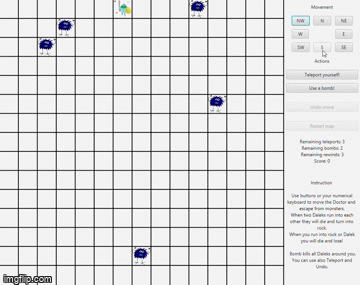 Movement
NW N NE
W E
SW S SE
Actions
Teleport yourself!
Use a bomb!
Undo move
Restart map
Remaining teleports: 3
Remaining bombs: 2
Remaining rewinds: 3
Score: 0
Instruction
Use buttons or your numerical
keyboard to move the Doctor and
escape from monsters.
When two Daleks run into each
other they will die and turn into
rock.
When you run into rock or Dalek
you will die and lose!
Bomb kills all Daleks around you.
You can use also Teleport and
Undo.
imgflip.com